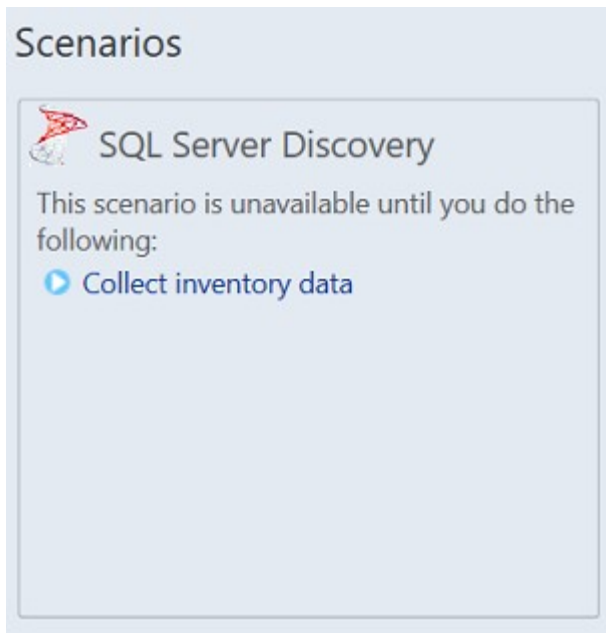 Scenarios
SQL Server Discovery
This scenario is unavailable until you do the
following:
Collect inventory data